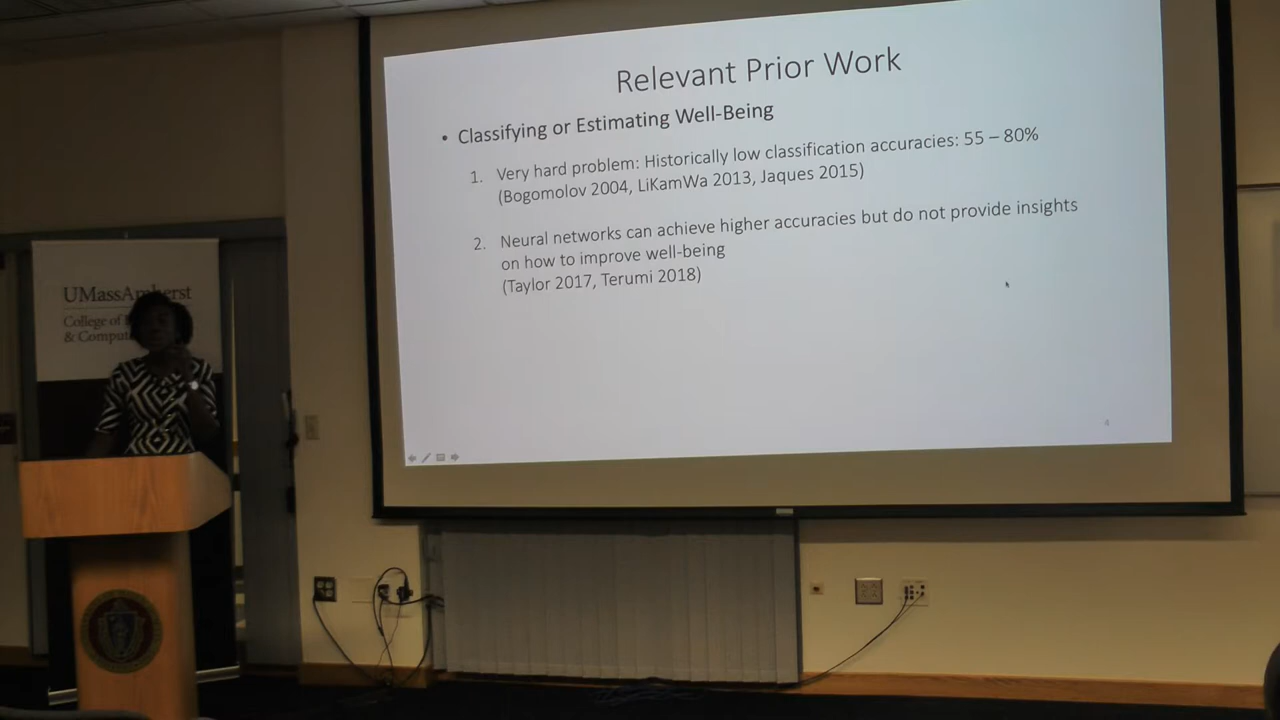 Relevant Prior Work
• Classifying or Estimating Well-Being
1. Very hard problem: Historically low classification accuracies: 55 – 80%
(Bogomolov 2004, LiKamWa 2013, Jaques 2015)
2. Neural networks can achieve higher accuracies but do not provide insights
on how to improve well-being
(Taylor 2017, Terumi 2018)
4
UMassAmherst
College of
&